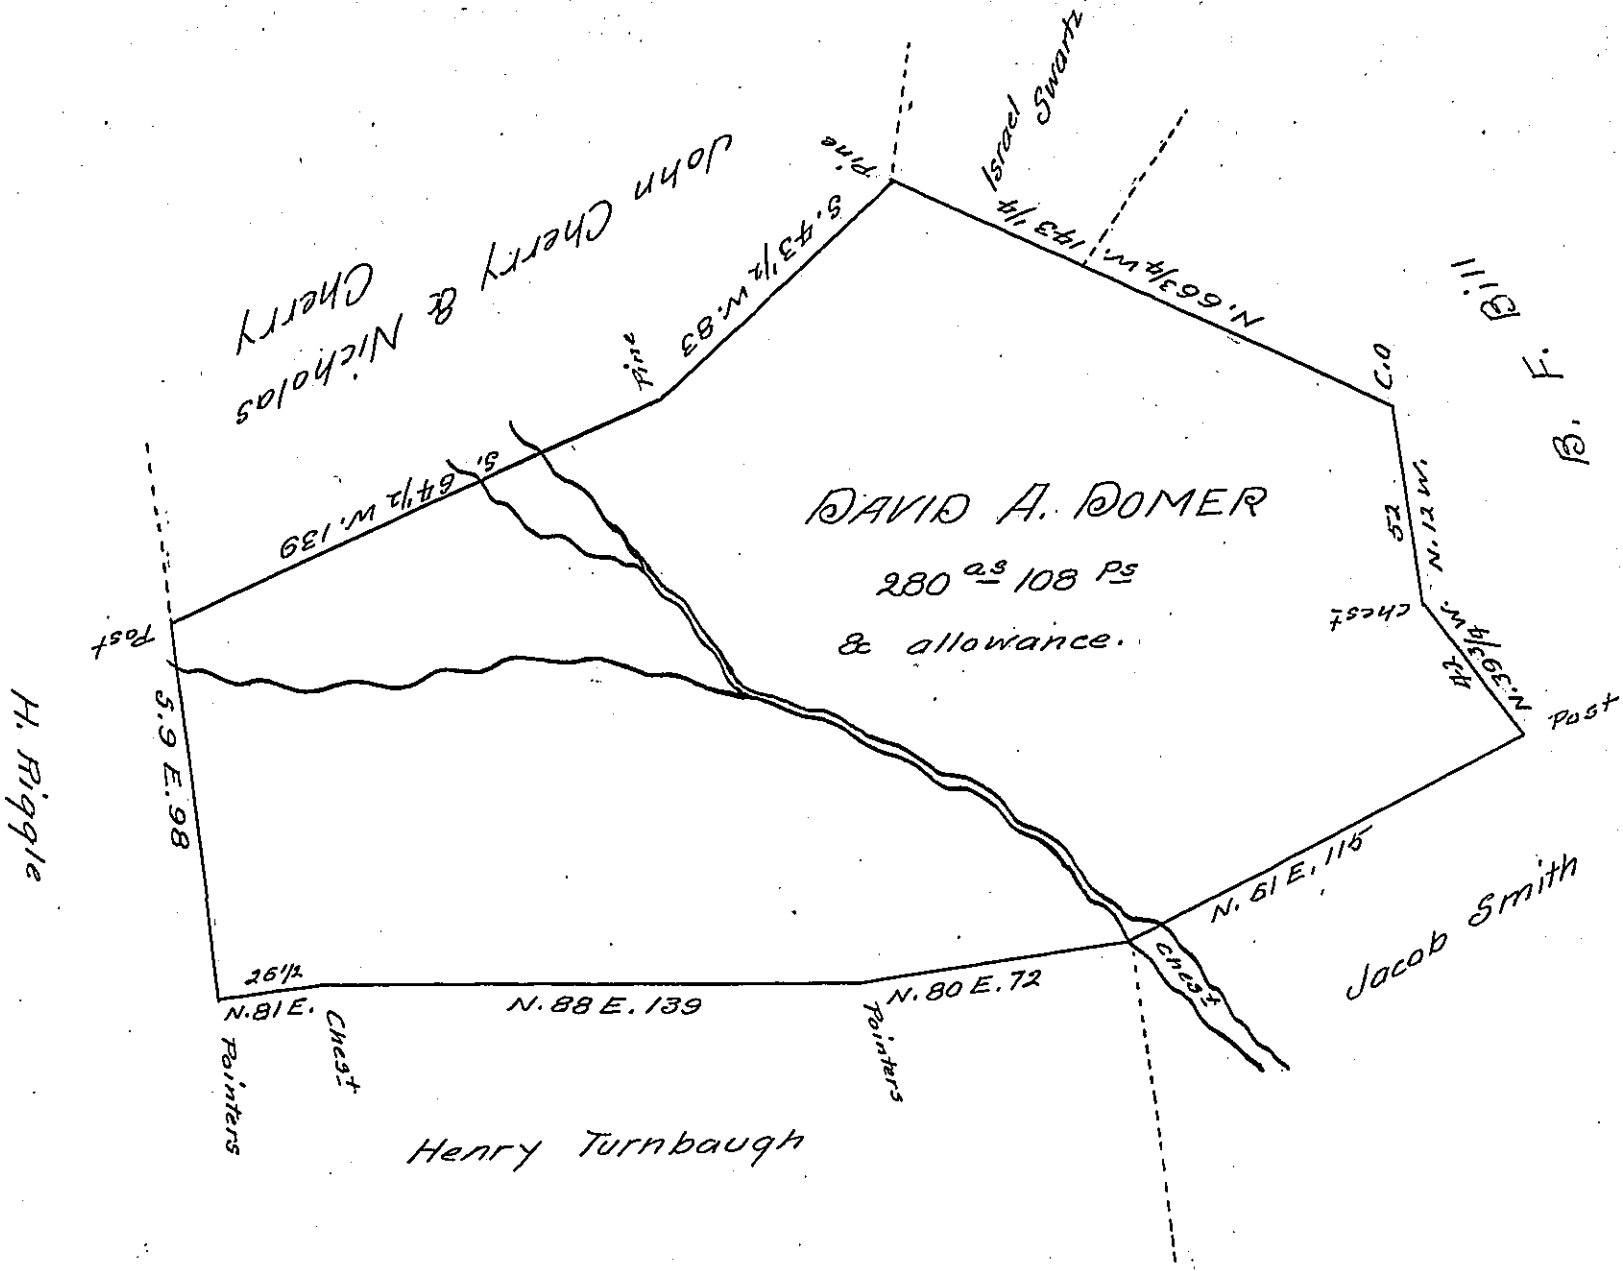 Israel Swartz
John Cherry & Nicholas
Cherry
Pine
S. 43 1/2 W. 83
N. 66 3/4 W. 143 1/4
B. F. Bill
Pine
C.O
S. 64 1/2 W. 139
52
N. 12 W.
DAVID A. DOMER
280 as 108 Ps
& allowance.
Chest
N. 39 3/4 W.
42
Post
Post
S. 9 E. 98
H. Riggle
N. 61 E. 115
Jacob Smith
Chest
26 1/2
N. 81 E.
N. 88 E. 139
N. 80 E. 72
Pointers
Chest
Pointers
Henry Turnbaugh